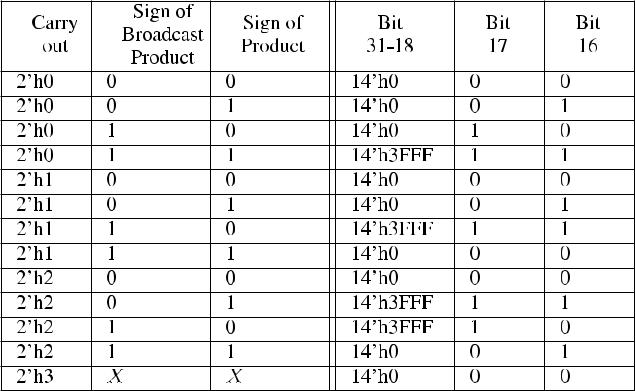 Carry out | Sign of Broadcast Product | Sign of Product | Bit 31-18 | Bit 17 | Bit 16
2'h0 | 0 | 0 | 14'h0 | 0 | 0
2'h0 | 0 | 1 | 14'h0 | 0 | 1
2'h0 | 1 | 0 | 14'h0 | 1 | 0
2'h0 | 1 | 1 | 14'h3FFF | 1 | 1
2'h1 | 0 | 0 | 14'h0 | 0 | 0
2'h1 | 0 | 1 | 14'h0 | 0 | 1
2'h1 | 1 | 0 | 14'h3FFF | 1 | 1
2'h1 | 1 | 1 | 14'h0 | 0 | 0
2'h2 | 0 | 0 | 14'h0 | 0 | 0
2'h2 | 0 | 1 | 14'h3FFF | 1 | 1
2'h2 | 1 | 0 | 14'h3FFF | 1 | 0
2'h2 | 1 | 1 | 14'h0 | 0 | 1
2'h3 | X | X | 14'h0 | 0 | 0